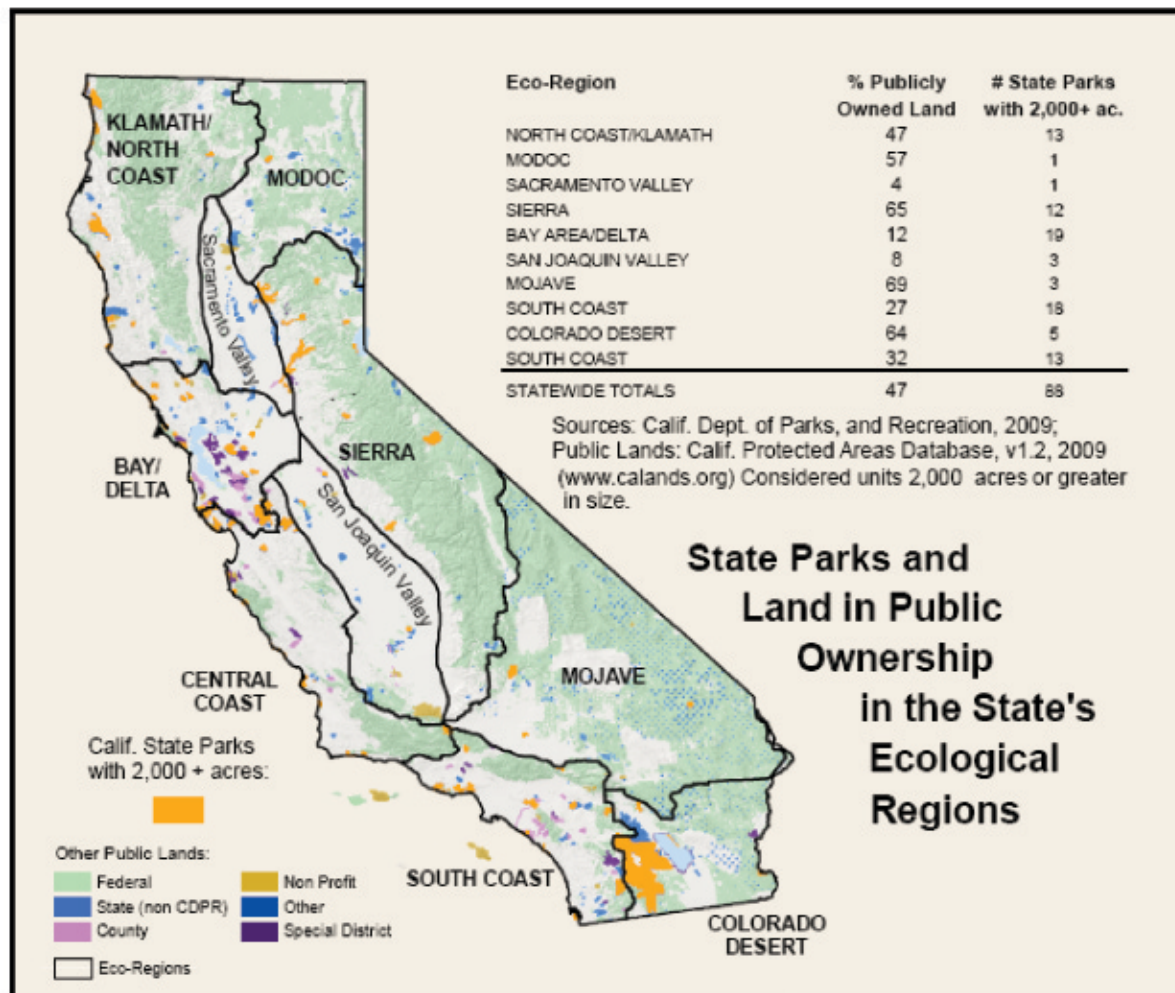 Eco-Region % Publicly Owned Land # State Parks with 2,000+ ac.
NORTH COAST/KLAMATH 47 13
MODOC 57 1
SACRAMENTO VALLEY 4 1
SIERRA 65 12
BAY AREA/DELTA 12 19
SAN JOAQUIN VALLEY 8 3
MOJAVE 69 3
SOUTH COAST 27 18
COLORADO DESERT 64 5
SOUTH COAST 32 13
STATEWIDE TOTALS 47 88
Sources: Calif. Dept. of Parks, and Recreation, 2009;
Public Lands: Calif. Protected Areas Database, v1.2, 2009
(www.calands.org) Considered units 2,000 acres or greater
in size.
State Parks and
Land in Public
Ownership
in the State's
Ecological
Regions
KLAMATH/
NORTH
COAST
MODOC
Sacramento Valley
BAY/
DELTA
SIERRA
San Joaquin Valley
CENTRAL
COAST
MOJAVE
SOUTH COAST
COLORADO
DESERT
Calif. State Parks
with 2,000 + acres:
Other Public Lands:
Federal
State (non CDPR)
County
Non Profit
Other
Special District
Eco-Regions